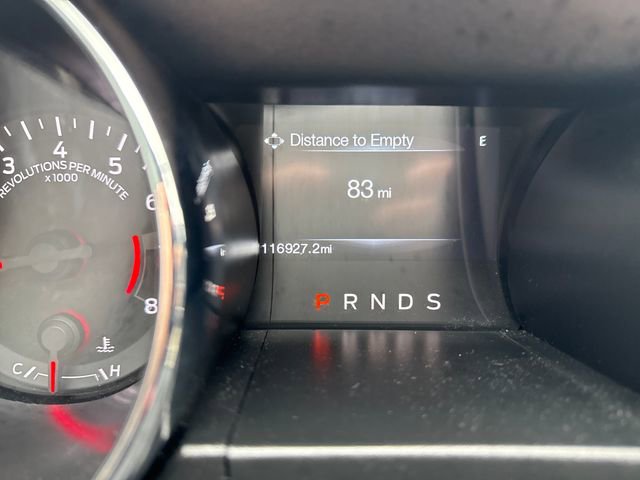 3 4 5 6 8
REVOLUTIONS PER MINUTE
x1000
C H
Distance to Empty
E
83 mi
116927.2mi
P R N D S